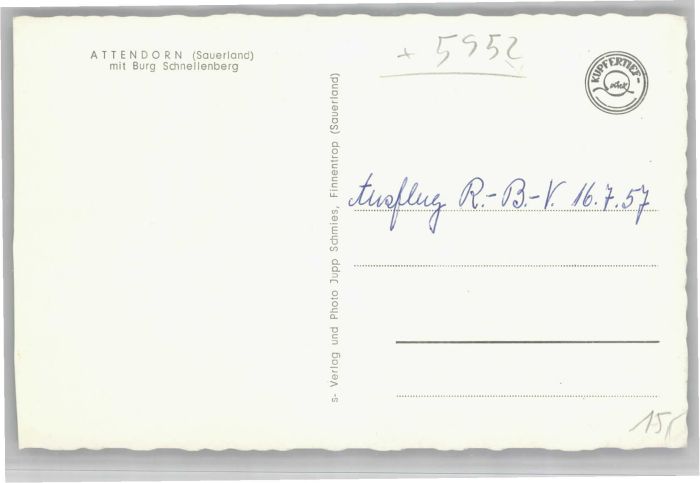 ATTENDORN (Sauerland)
mit Burg Schnellenberg
+ 5952
KUPFERTIEF-
DRUCK
s- Verlag und Photo Jupp Schmies, Finnentrop (Sauerland)
Ausflug R.-B.-V. 16.7.57
15,-